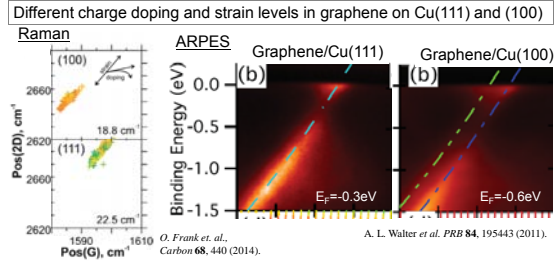 Different charge doping and strain levels in graphene on Cu(111) and (100)
Raman
ARPES
Graphene/Cu(111)
Graphene/Cu(100)
(100)
doping
2660
18.8 cm⁻¹
2620
(111)
2660
22.5 cm⁻¹
2620
1590
1610
Pos(2D), cm⁻¹
Pos(G), cm⁻¹
(b)
0.0
-0.5
-1.0
-1.5
Binding Energy (eV)
E_F=-0.3eV
(b)
E_F=-0.6eV
O. Frank et. al.,
Carbon 68, 440 (2014).
A. L. Walter et al. PRB 84, 195443 (2011).